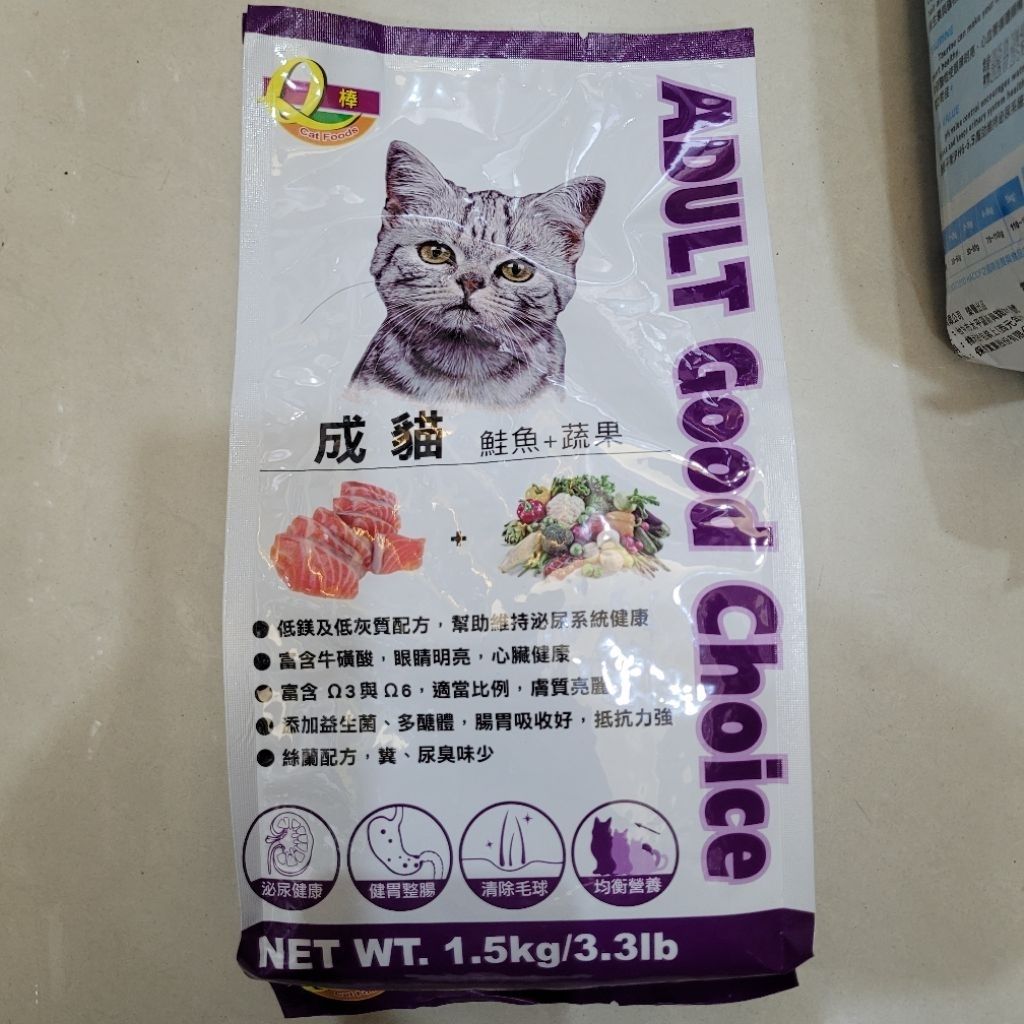 Q棒
Cat Foods
ADULT Good Choice
成貓 鮭魚+蔬果
+
● 低鎂及低灰質配方，幫助維持泌尿系統健康
● 富含牛磺酸，眼睛明亮，心臟健康
● 富含 Ω3與Ω6，適當比例，膚質亮麗
● 添加益生菌、多醣體，腸胃吸收好，抵抗力強
● 絲蘭配方，糞、尿臭味少
泌尿健康
健胃整腸
清除毛球
均衡營養
NET WT. 1.5kg/3.3lb
VALUE